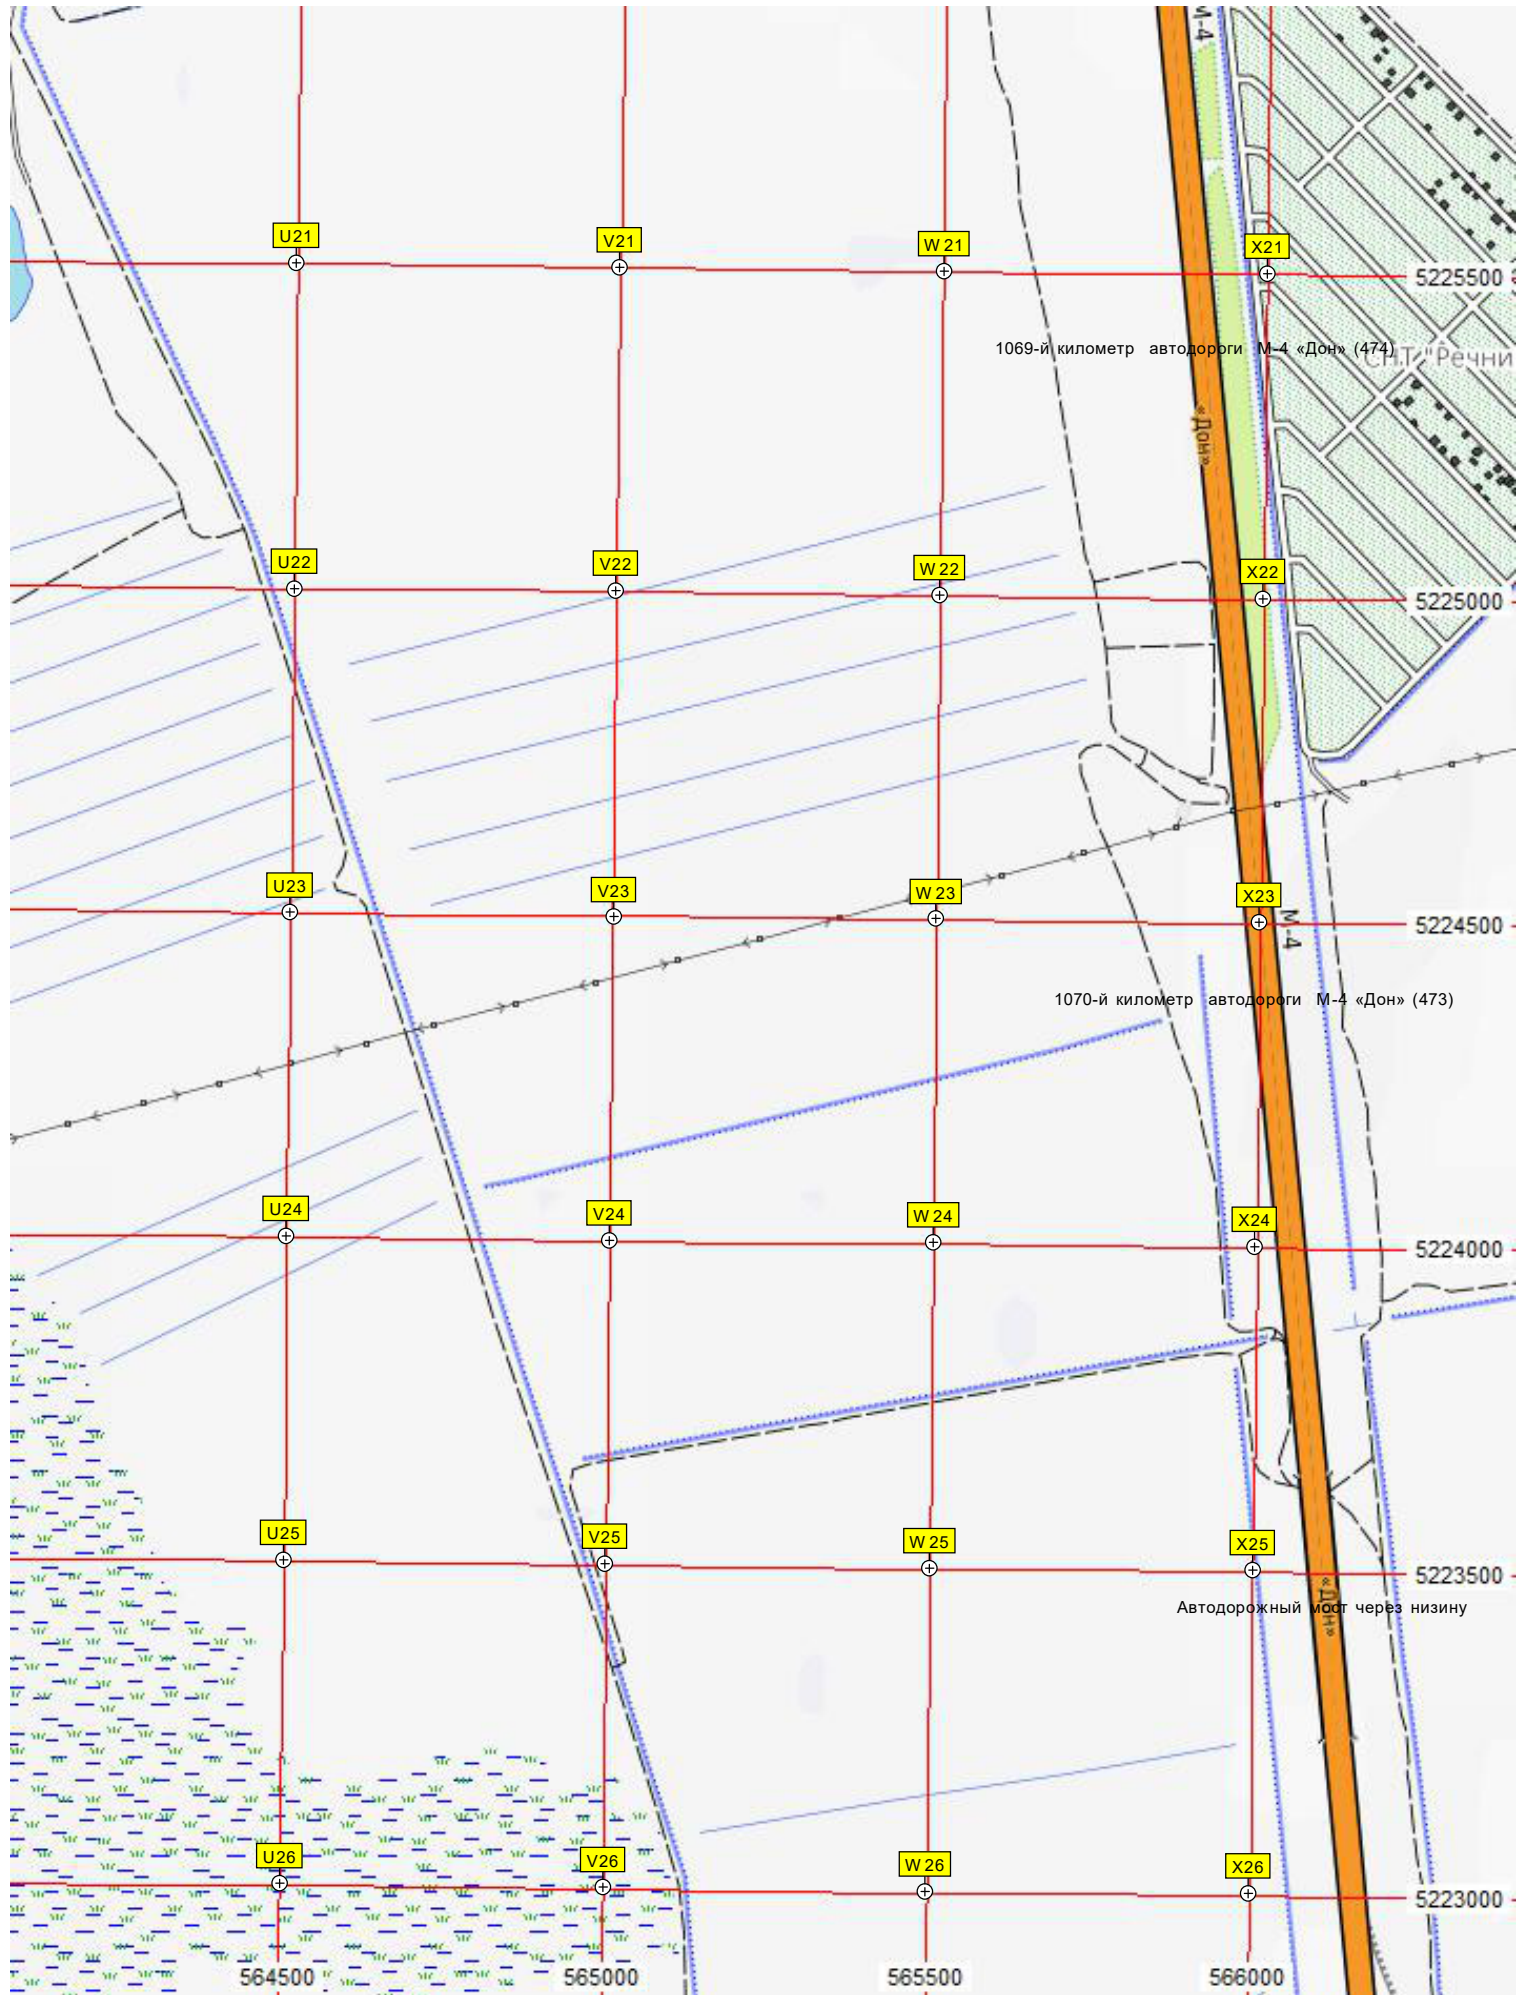 М-4
U21
V21
W 21
X21
5225500
1069-й километр автодороги М-4 «Дон» (474)
СПТ "Речни
«Дон»
U22
V22
W 22
X22
5225000
U23
V23
W 23
X23
5224500
М-4
1070-й километр автодороги М-4 «Дон» (473)
U24
V24
W 24
X24
5224000
U25
V25
W 25
X25
5223500
«Дон»
Автодорожный мост через низину
U26
V26
W 26
X26
5223000
564500
565000
565500
566000